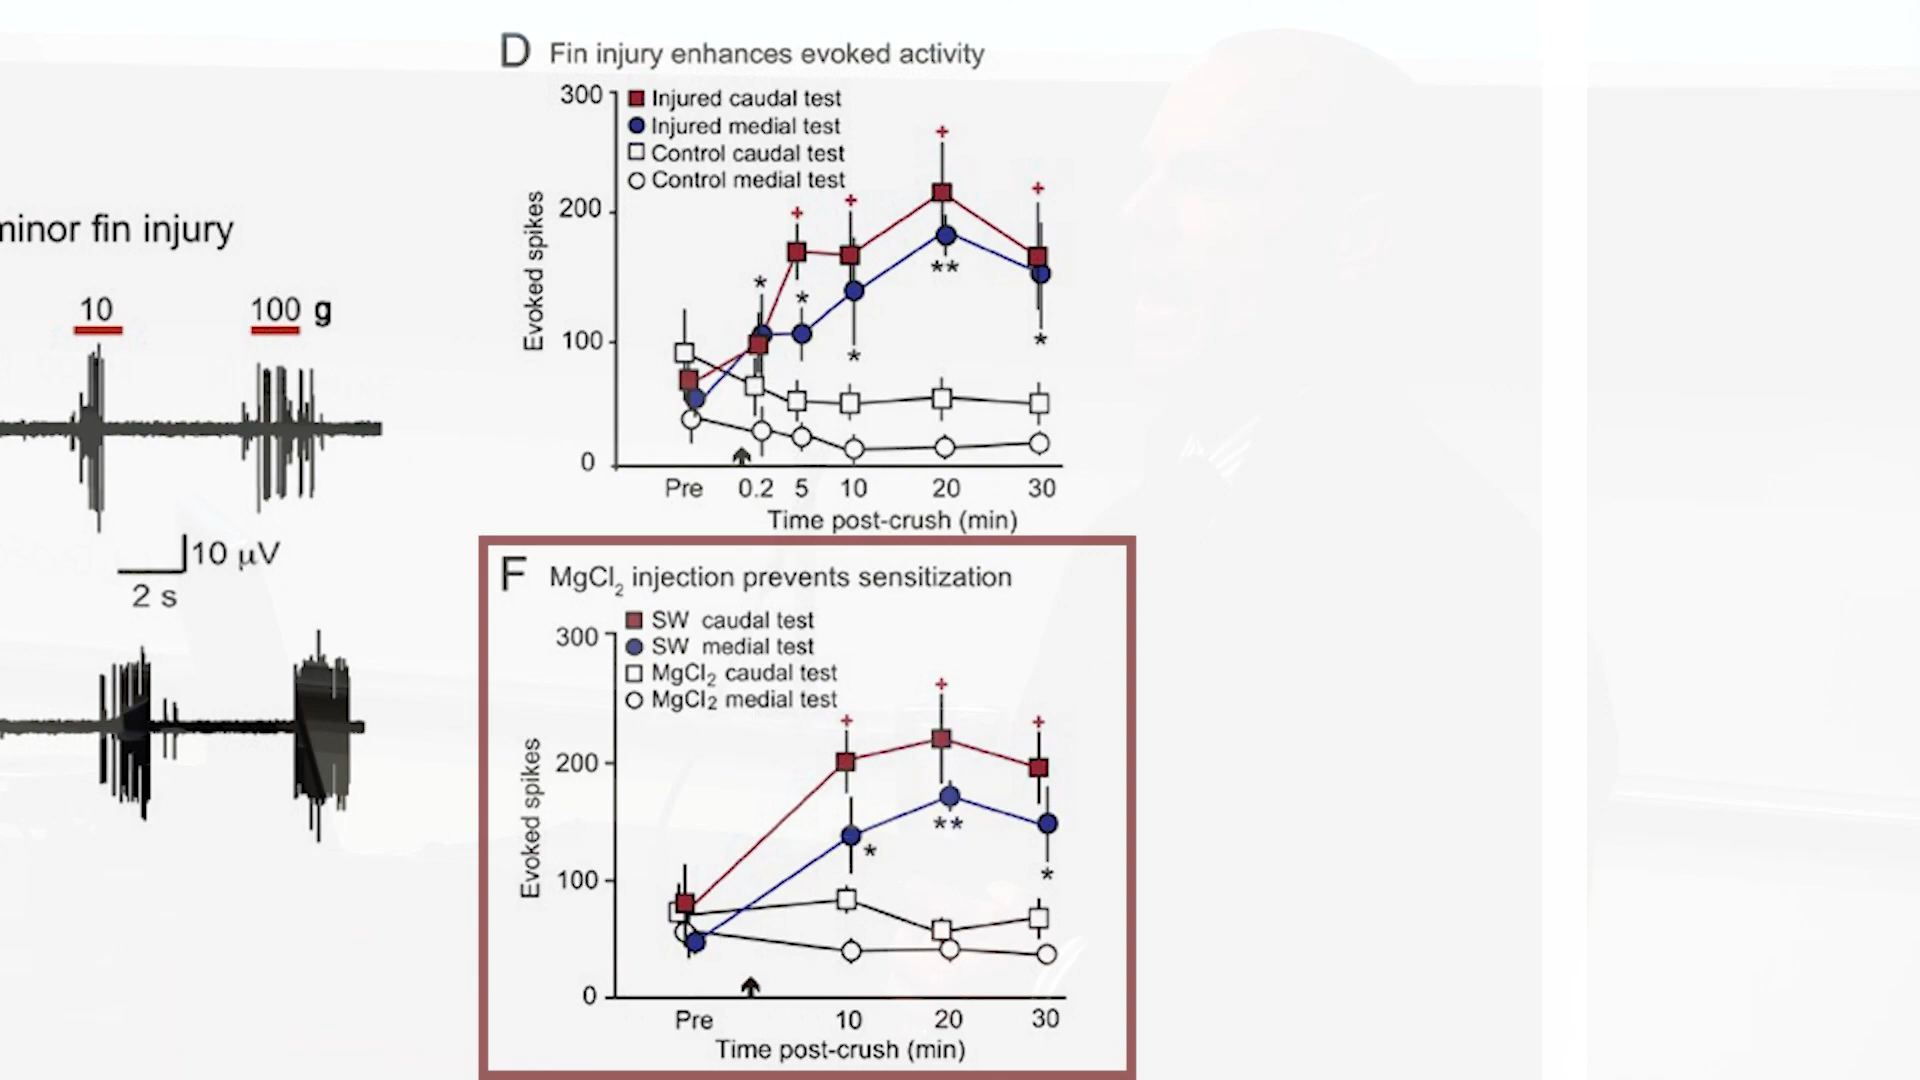 minor fin injury
10
100 g
10 µV
2 s
D Fin injury enhances evoked activity
300
200
100
0
Evoked spikes
Injured caudal test
Injured medial test
Control caudal test
Control medial test
+
+
+
+
*
*
*
**
*
Pre 0.2 5 10 20 30
Time post-crush (min)
F MgCl₂ injection prevents sensitization
300
200
100
0
Evoked spikes
SW caudal test
SW medial test
MgCl₂ caudal test
MgCl₂ medial test
+
+
+
*
**
*
Pre 10 20 30
Time post-crush (min)